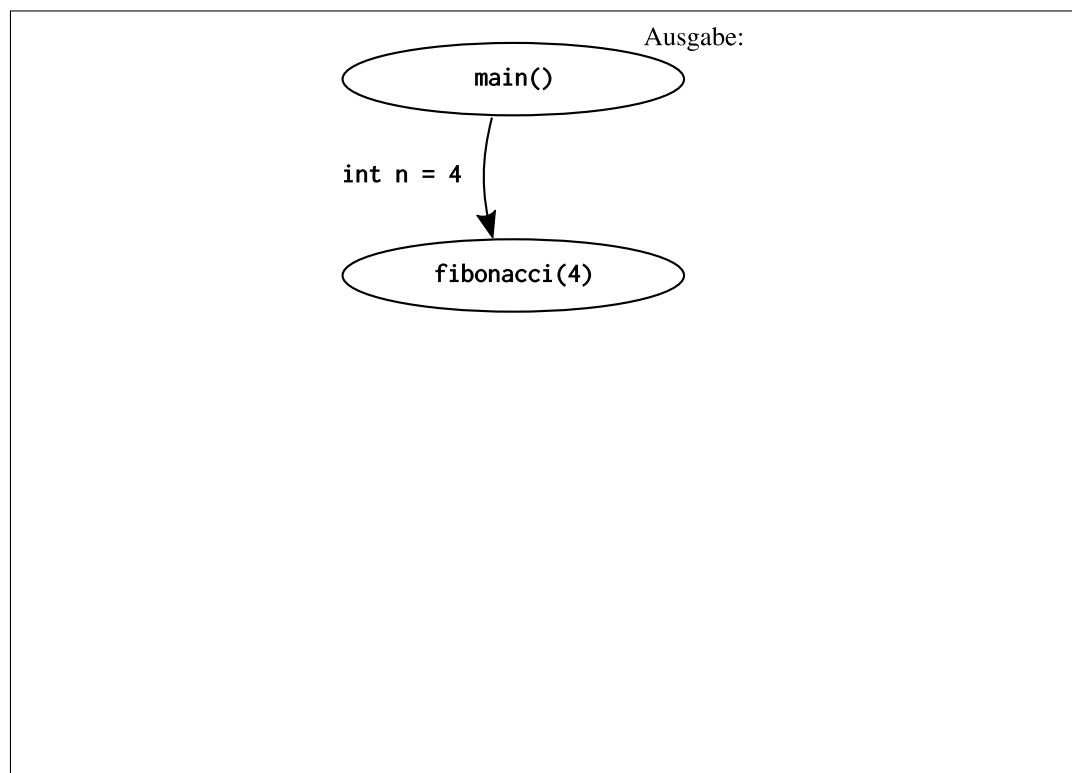 Ausgabe:
main()
int n = 4
fibonacci(4)